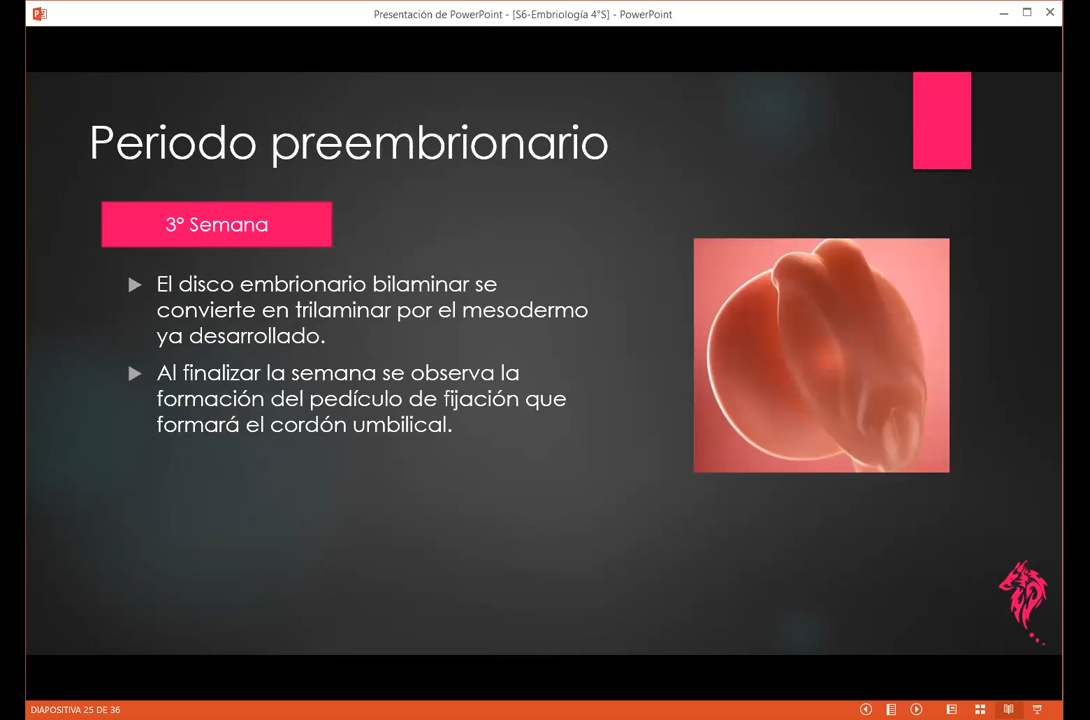 Presentación de PowerPoint - [S6-Embriología 4°S] - PowerPoint
Periodo preembrionario
3° Semana
El disco embrionario bilaminar se
convierte en trilaminar por el mesodermo
ya desarrollado.
Al finalizar la semana se observa la
formación del pedículo de fijación que
formará el cordón umbilical.
DIAPOSITIVA 25 DE 36